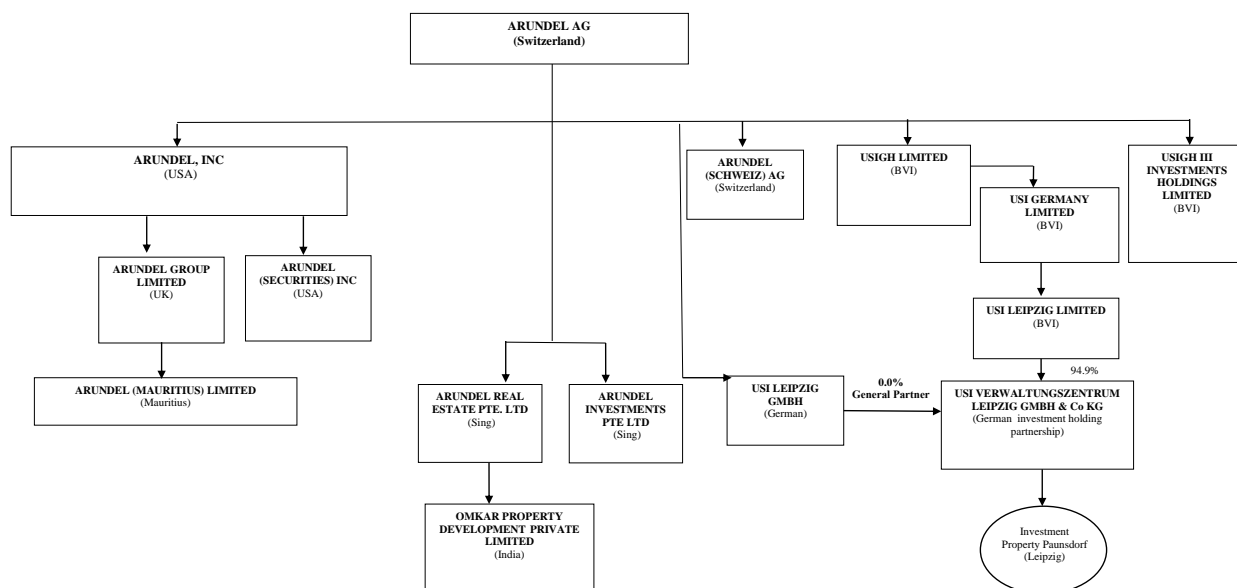 ARUNDEL AG
(Switzerland)
ARUNDEL, INC
(USA)
ARUNDEL
(SCHWEIZ) AG
(Switzerland)
USIGH LIMITED
(BVI)
USIGH III
INVESTMENTS
HOLDINGS
LIMITED
(BVI)
USI GERMANY
LIMITED
(BVI)
ARUNDEL GROUP
LIMITED
(UK)
ARUNDEL
(SECURITIES) INC
(USA)
USI LEIPZIG LIMITED
(BVI)
ARUNDEL (MAURITIUS) LIMITED
(Mauritius)
ARUNDEL REAL
ESTATE PTE. LTD
(Sing)
ARUNDEL
INVESTMENTS
PTE LTD
(Sing)
USI LEIPZIG
GMBH
(German)
0.0%
General Partner
94.9%
USI VERWALTUNGSZENTRUM
LEIPZIG GMBH & Co KG
(German investment holding
partnership)
OMKAR PROPERTY
DEVELOPMENT PRIVATE
LIMITED
(India)
Investment
Property Paunsdorf
(Leipzig)